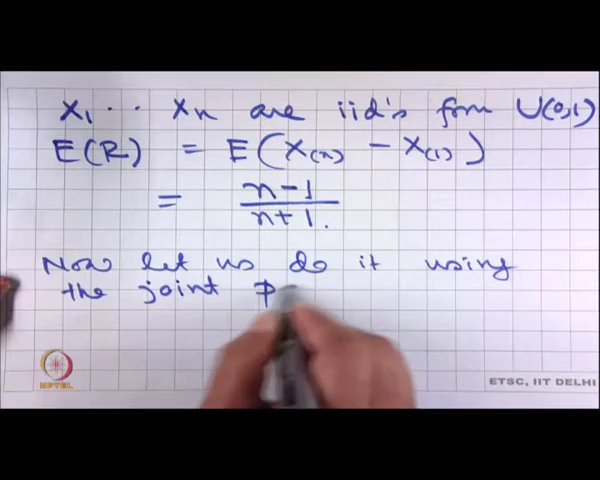 X₁ . . Xn are iid's from U(0,1)
E(R) = E(X(n) − X(1))
= n−1 / n+1.
Now let us do it using
the joint p
NPTEL
ETSC, IIT DELHI